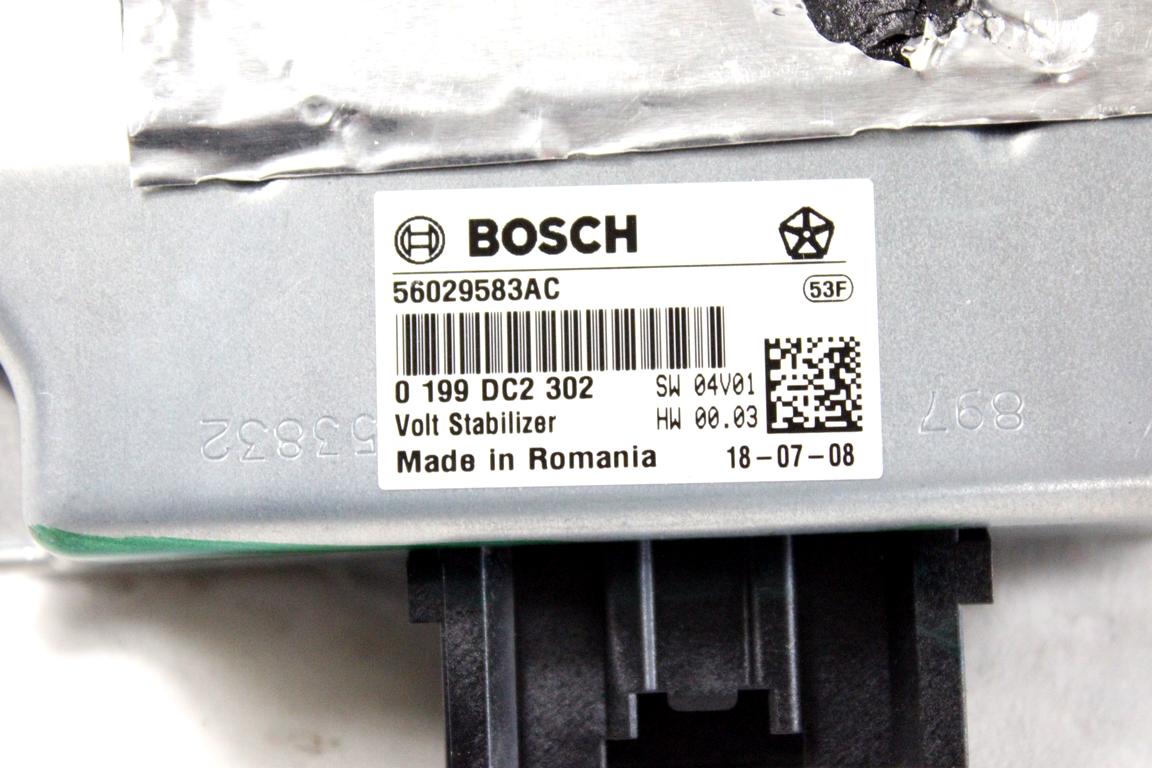 BOSCH
56029583AC
53F
0 199 DC2 302
SW 04V01
Volt Stabilizer
HW 00.03
Made in Romania
18-07-08
53832
897